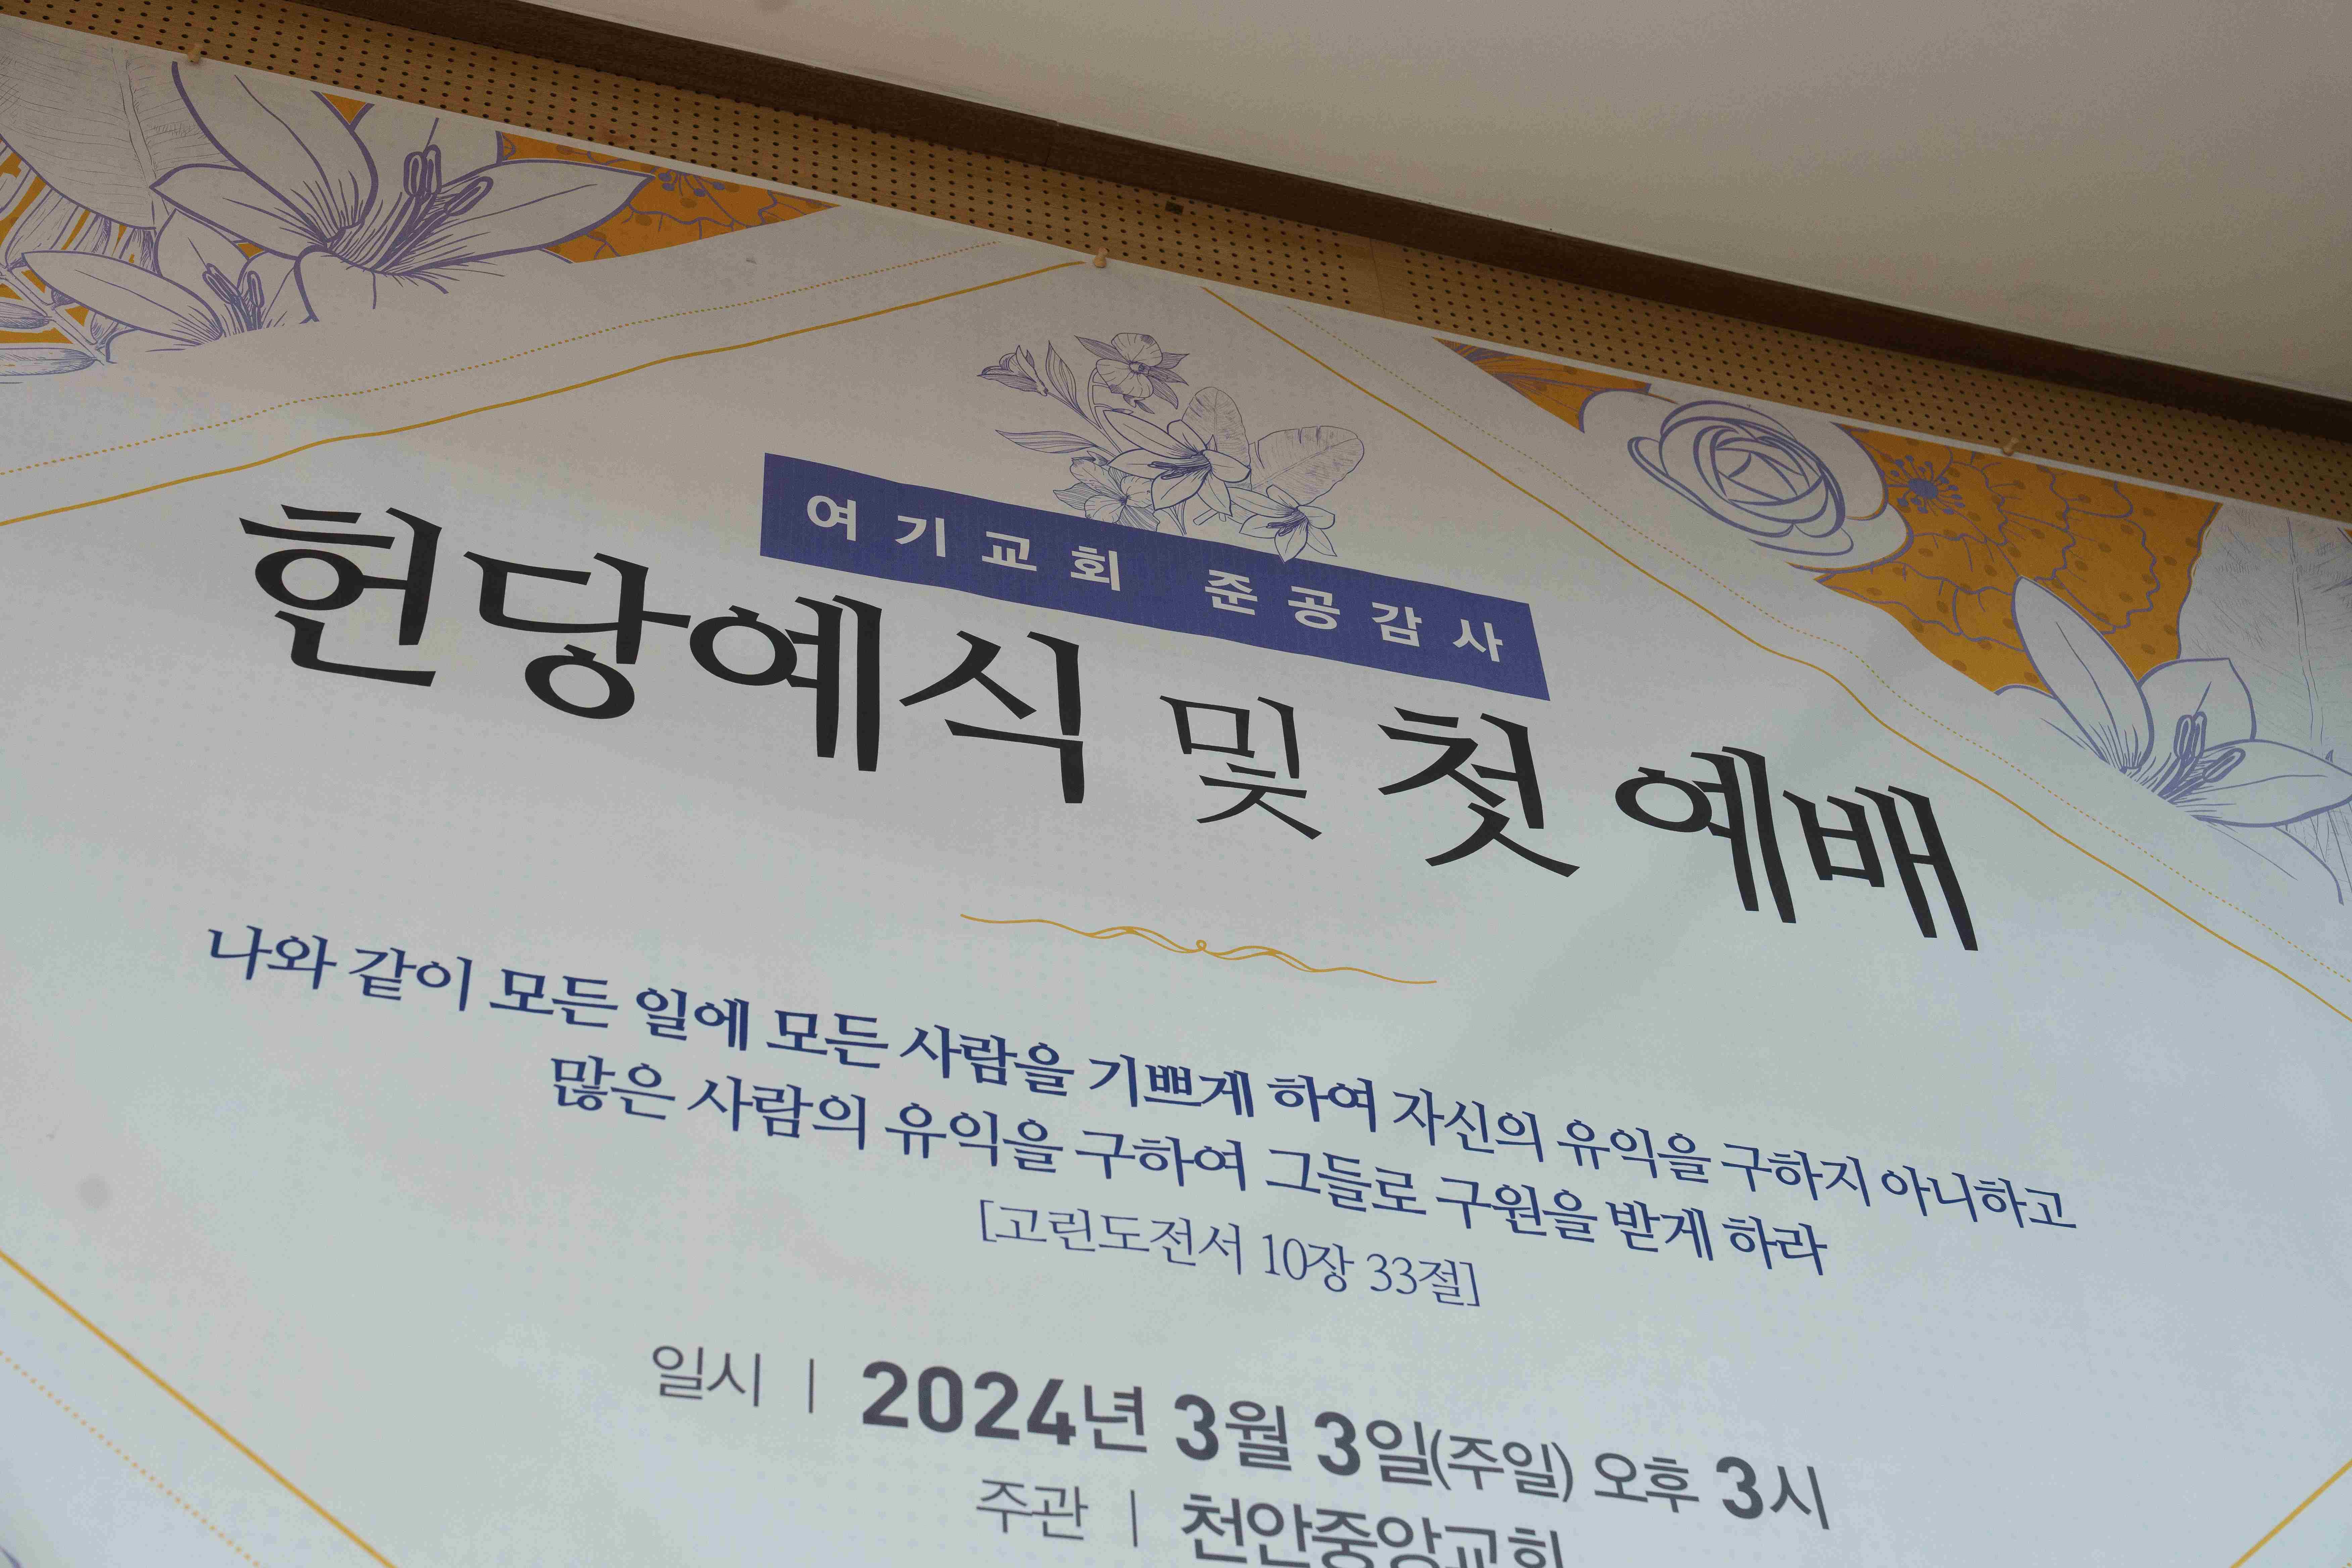 여기교회 준공감사
헌당예식 및 첫 예배
나와 같이 모든 일에 모든 사람을 기쁘게 하여 자신의 유익을 구하지 아니하고
많은 사람의 유익을 구하여 그들로 구원을 받게 하라
[고린도전서 10장 33절]
일시 | 2024년 3월 3일(주일) 오후 3시
주관 | 천안중앙교회